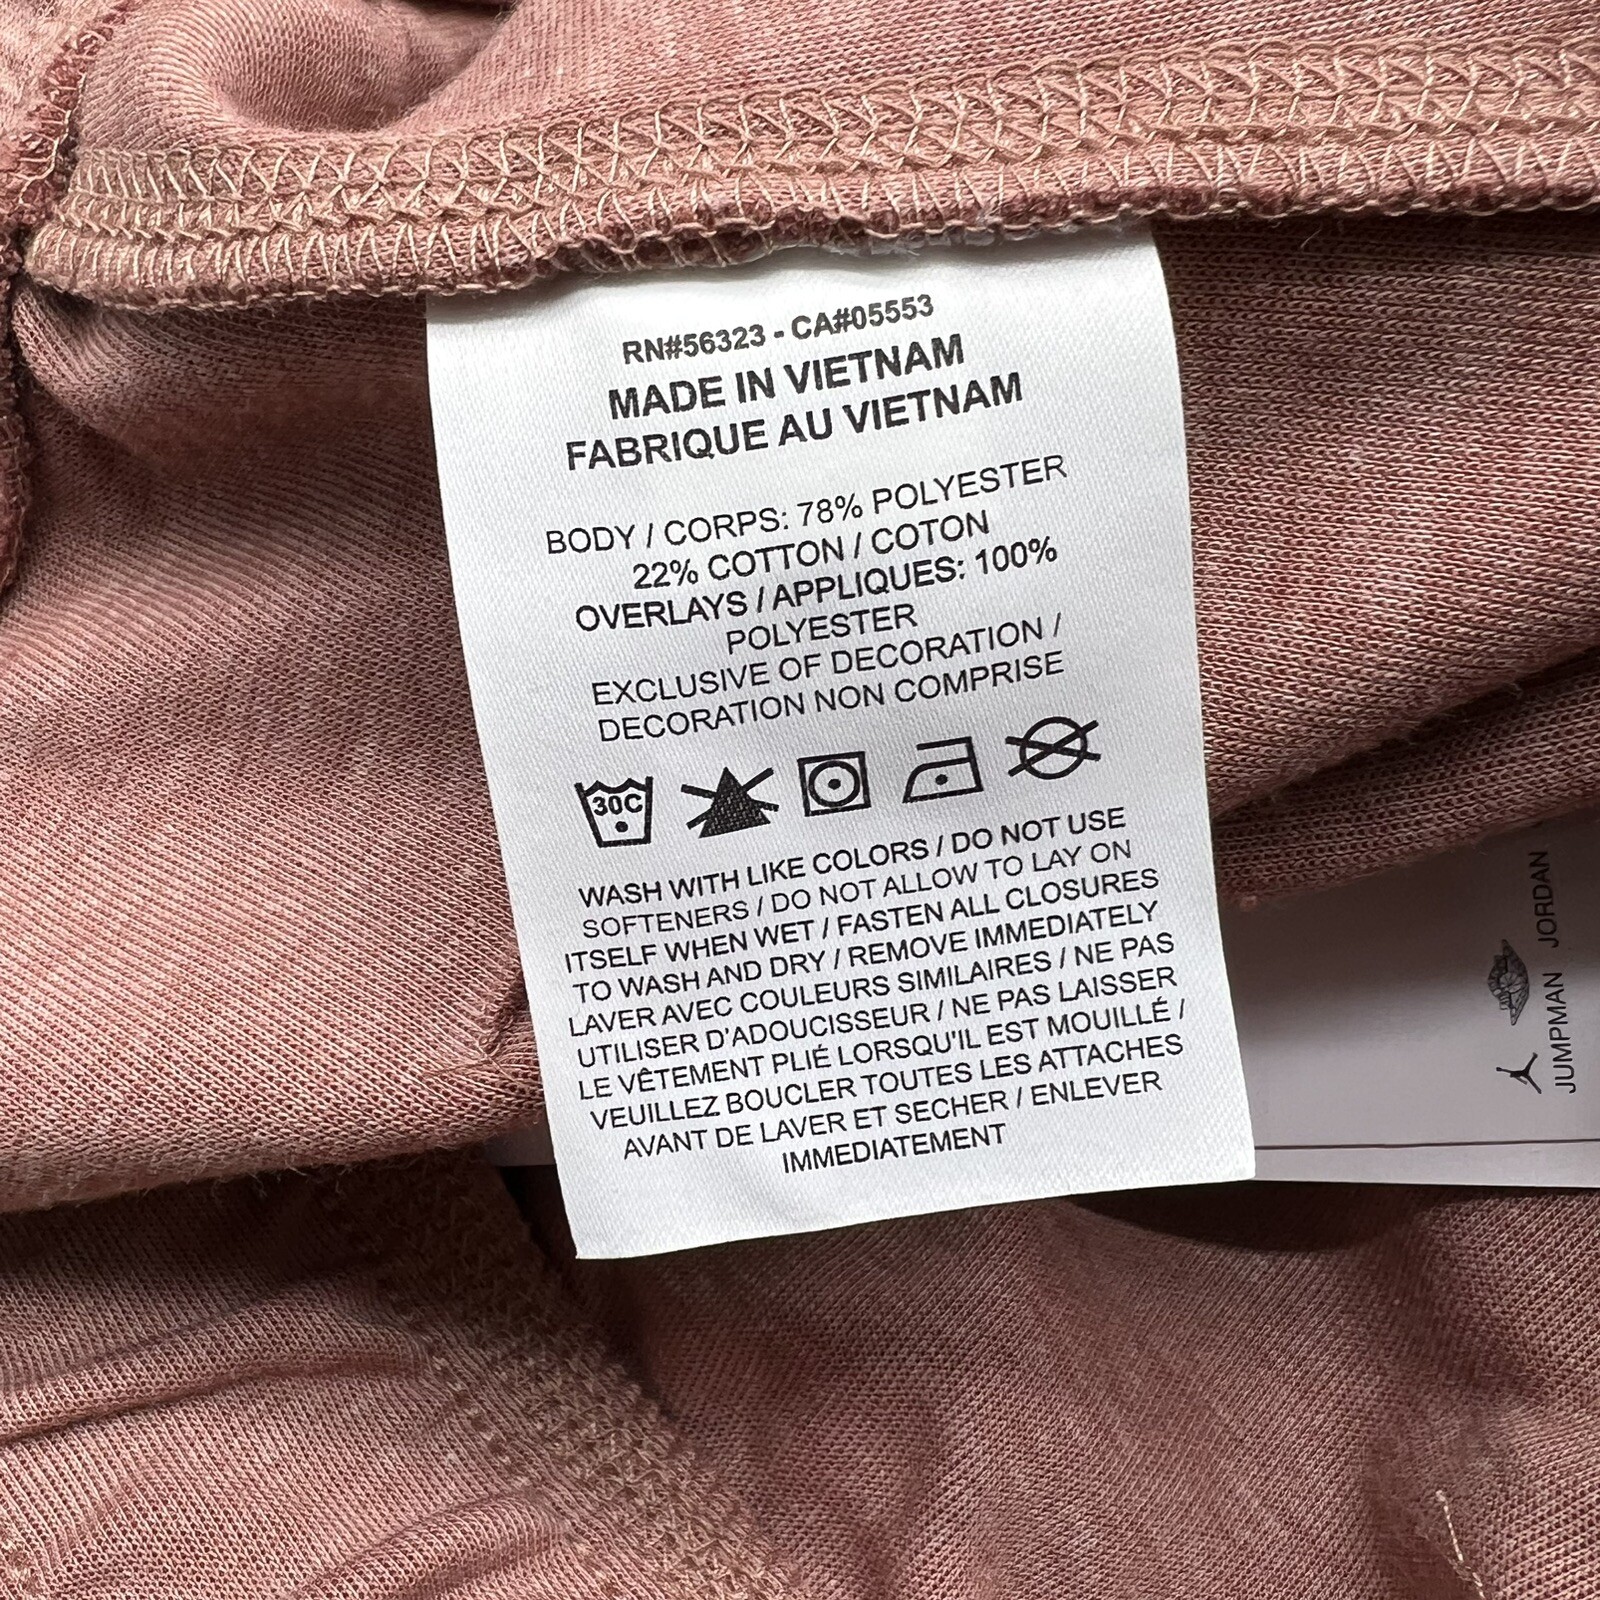 RN#56323 - CA#05553
MADE IN VIETNAM
FABRIQUE AU VIETNAM
BODY / CORPS: 78% POLYESTER
22% COTTON / COTON
OVERLAYS / APPLIQUES: 100%
POLYESTER
EXCLUSIVE OF DECORATION /
DECORATION NON COMPRISE
30C
WASH WITH LIKE COLORS / DO NOT USE
SOFTENERS / DO NOT ALLOW TO LAY ON
ITSELF WHEN WET / FASTEN ALL CLOSURES
TO WASH AND DRY / REMOVE IMMEDIATELY
LAVER AVEC COULEURS SIMILAIRES / NE PAS
UTILISER D'ADOUCISSEUR / NE PAS LAISSER
LE VÊTEMENT PLIÉ LORSQU'IL EST MOUILLÉ /
VEUILLEZ BOUCLER TOUTES LES ATTACHES
AVANT DE LAVER ET SECHER / ENLEVER
IMMEDIATEMENT
JUMPMAN JORDAN